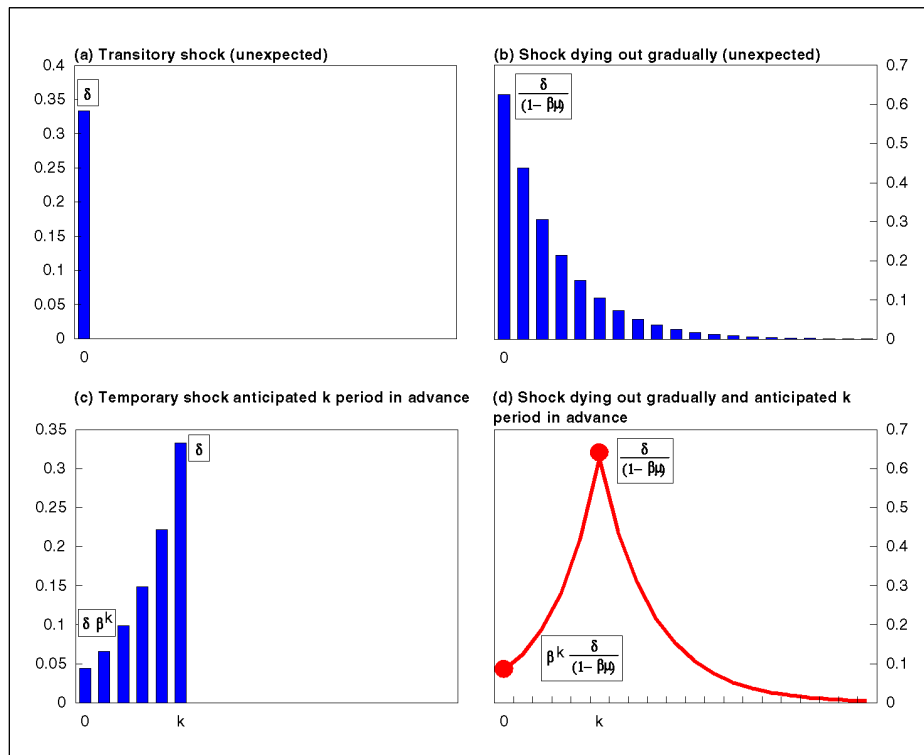 (a) Transitory shock (unexpected)
0.4
0.35
0.3
0.25
0.2
0.15
0.1
0.05
0
δ
0
(b) Shock dying out gradually (unexpected)
0.7
0.6
0.5
0.4
0.3
0.2
0.1
0
δ
(1- βμ)
0
(c) Temporary shock anticipated k period in advance
0.35
0.3
0.25
0.2
0.15
0.1
0.05
0
δ
δ β^k
0 k
(d) Shock dying out gradually and anticipated k
period in advance
0.7
0.6
0.5
0.4
0.3
0.2
0.1
0
δ
(1- βμ)
β^k δ
(1- βμ)
0 k